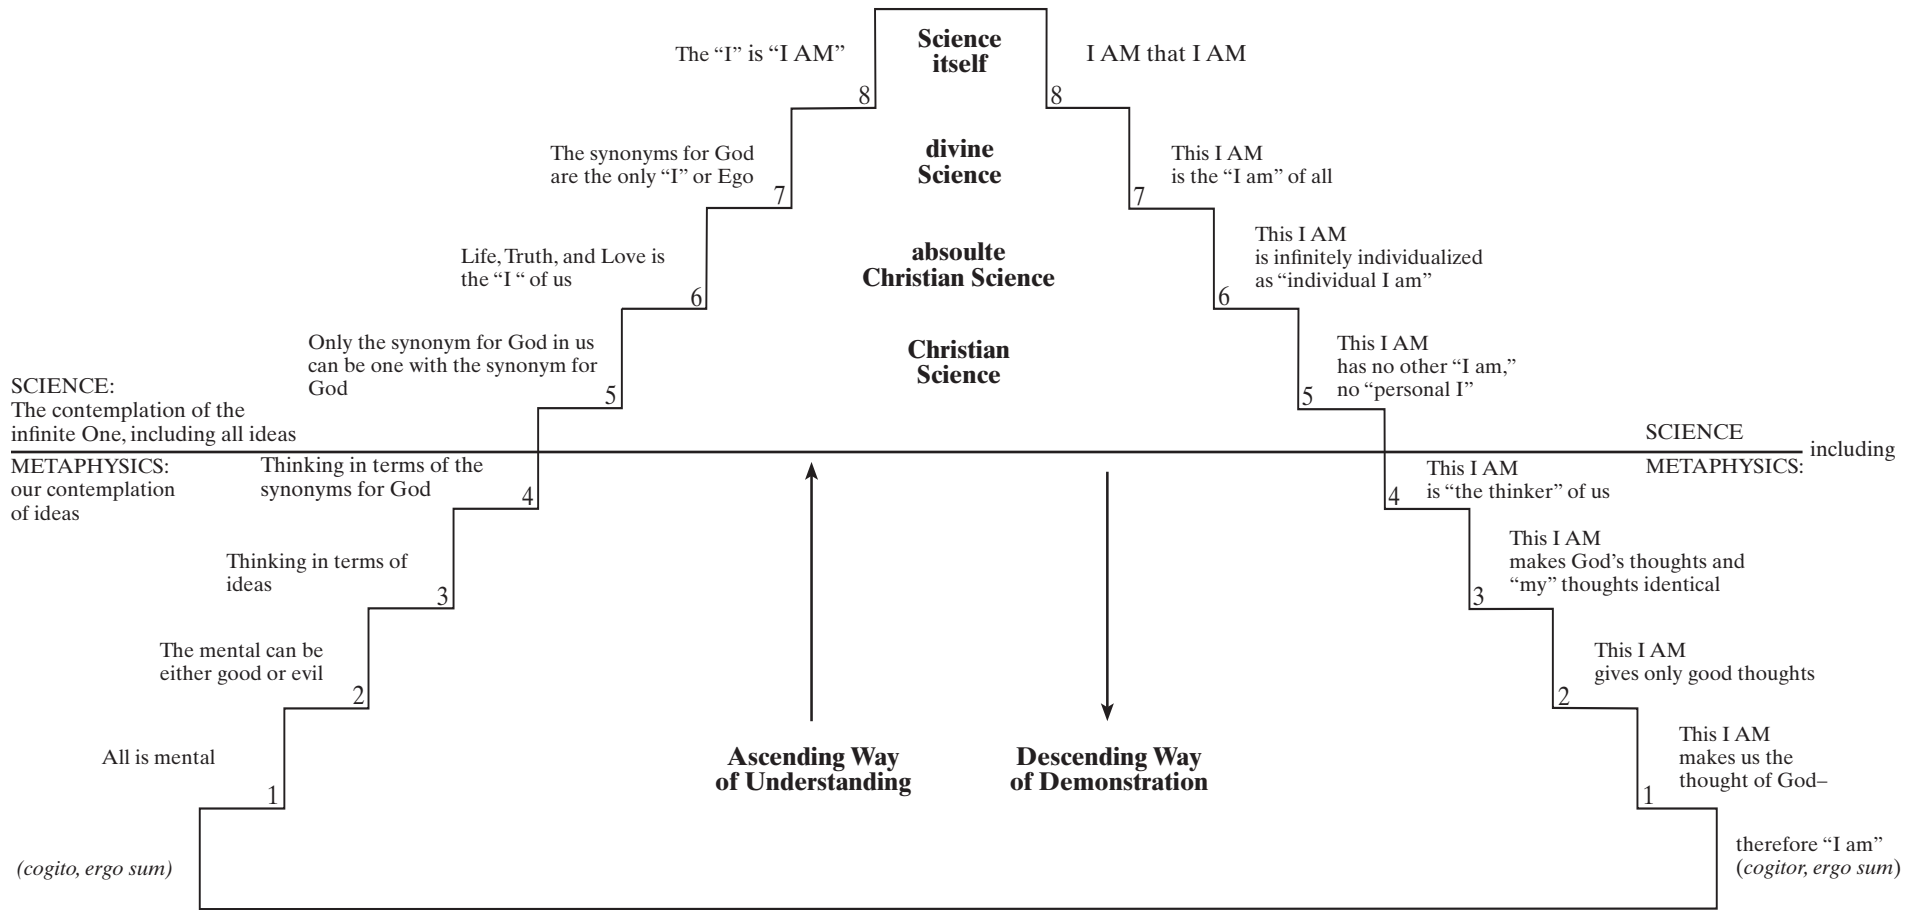 The “I” is “I AM”
Science
itself
I AM that I AM
8
8
The synonyms for God
are the only “I” or Ego
divine
Science
This I AM
is the “I am” of all
7
7
Life, Truth, and Love is
the “I “ of us
absoulte
Christian Science
This I AM
is infinitely individualized
as “individual I am”
6
6
Only the synonym for God in us
can be one with the synonym for
God
Christian
Science
This I AM
has no other “I am,”
no “personal I”
5
5
SCIENCE:
The contemplation of the
infinite One, including all ideas
SCIENCE
including
METAPHYSICS:
our contemplation
of ideas
Thinking in terms of the
synonyms for God
This I AM
is “the thinker” of us
METAPHYSICS:
4
4
Thinking in terms of
ideas
This I AM
makes God’s thoughts and
“my” thoughts identical
3
3
The mental can be
either good or evil
This I AM
gives only good thoughts
2
2
All is mental
Ascending Way
of Understanding
Descending Way
of Demonstration
This I AM
makes us the
thought of God–
1
1
(cogito, ergo sum)
therefore “I am”
(cogitor, ergo sum)